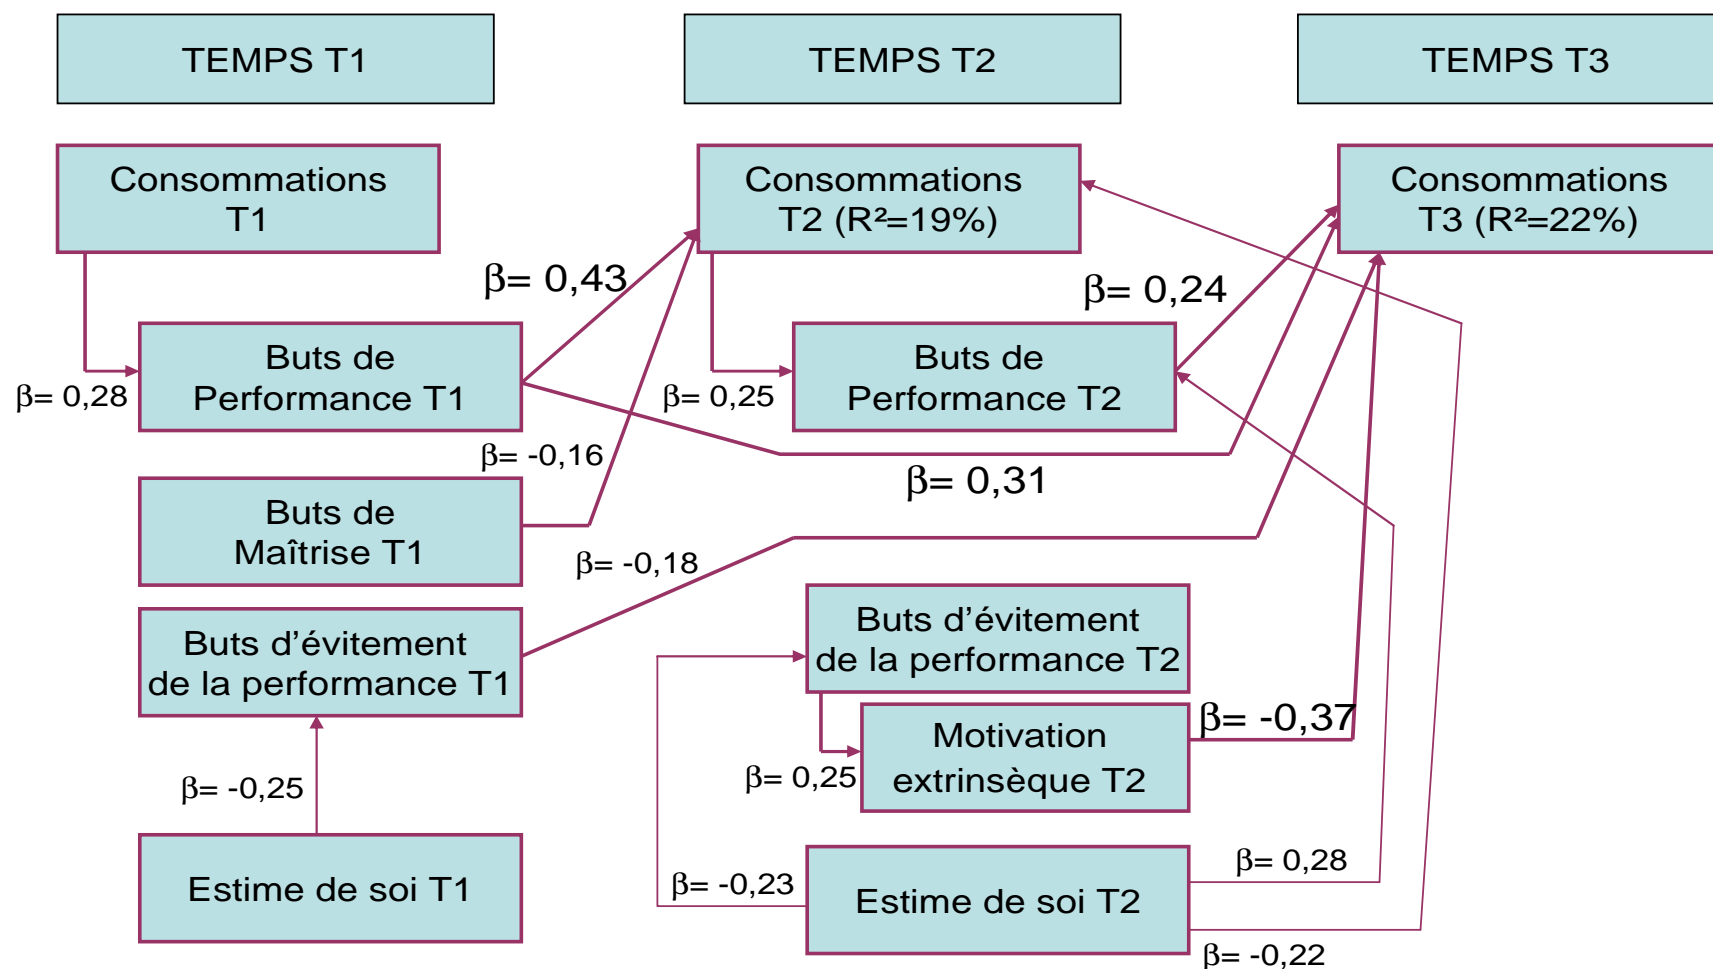 TEMPS T1
TEMPS T2
TEMPS T3
Consommations
T1
Consommations
T2 (R²=19%)
Consommations
T3 (R²=22%)
β= 0,43
β= 0,24
β= 0,28
Buts de
Performance T1
β= 0,25
Buts de
Performance T2
β= -0,16
β= 0,31
Buts de
Maîtrise T1
β= -0,18
Buts d’évitement
de la performance T1
Buts d’évitement
de la performance T2
β= -0,37
Motivation
extrinsèque T2
β= 0,25
β= -0,25
Estime de soi T1
β= -0,23
Estime de soi T2
β= 0,28
β= -0,22